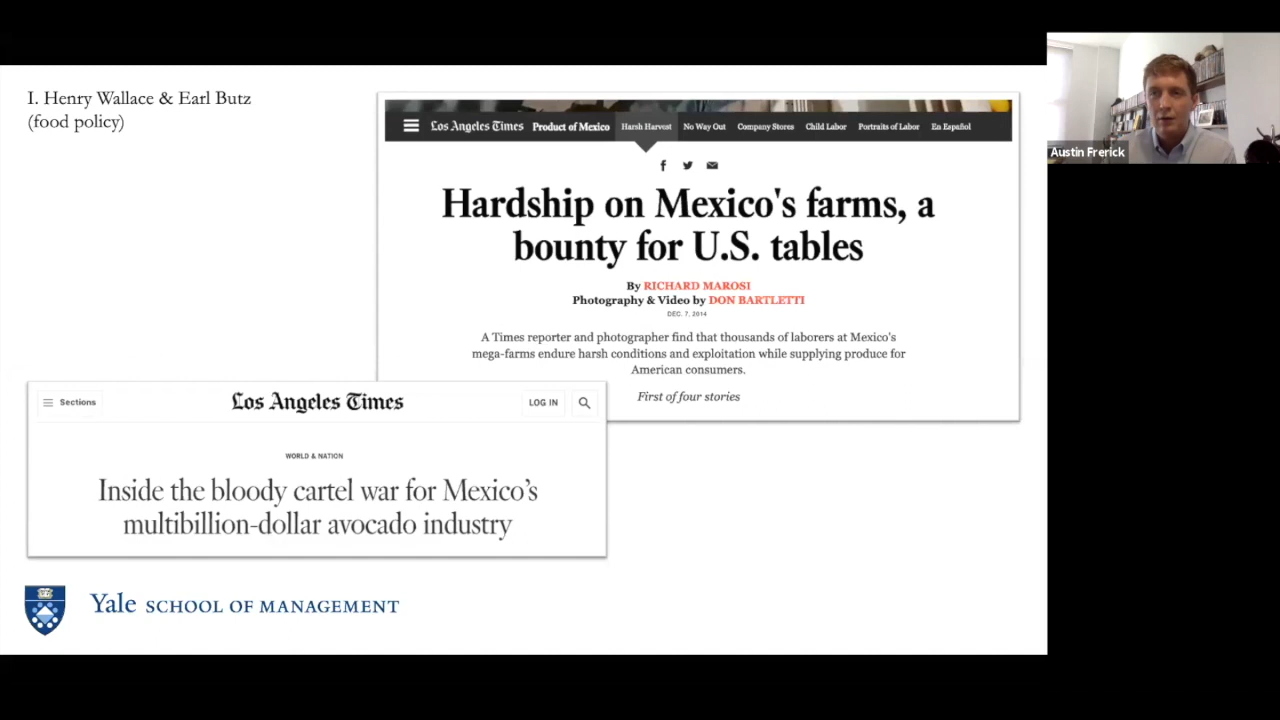 I. Henry Wallace & Earl Butz
(food policy)
Los Angeles Times Product of Mexico Harsh Harvest No Way Out Company Stores Child Labor Portraits of Labor En Español
Hardship on Mexico's farms, a
bounty for U.S. tables
By RICHARD MAROSI
Photography & Video by DON BARTLETTI
DEC. 7, 2014
A Times reporter and photographer find that thousands of laborers at Mexico's
mega-farms endure harsh conditions and exploitation while supplying produce for
American consumers.
First of four stories
Sections Los Angeles Times LOG IN
WORLD & NATION
Inside the bloody cartel war for Mexico’s
multibillion-dollar avocado industry
Yale SCHOOL OF MANAGEMENT
Austin Frerick